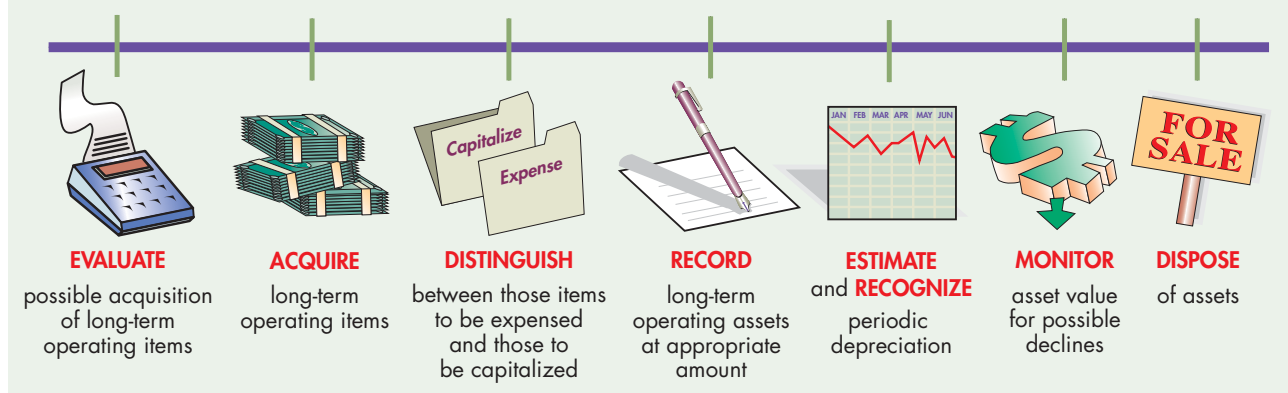 Capitalize
Expense
JAN FEB MAR APR MAY JUN
FOR
SALE
EVALUATE
possible acquisition
of long-term
operating items
ACQUIRE
long-term
operating items
DISTINGUISH
between those items
to be expensed
and those to
be capitalized
RECORD
long-term
operating assets
at appropriate
amount
ESTIMATE
and RECOGNIZE
periodic
depreciation
MONITOR
asset value
for possible
declines
DISPOSE
of assets